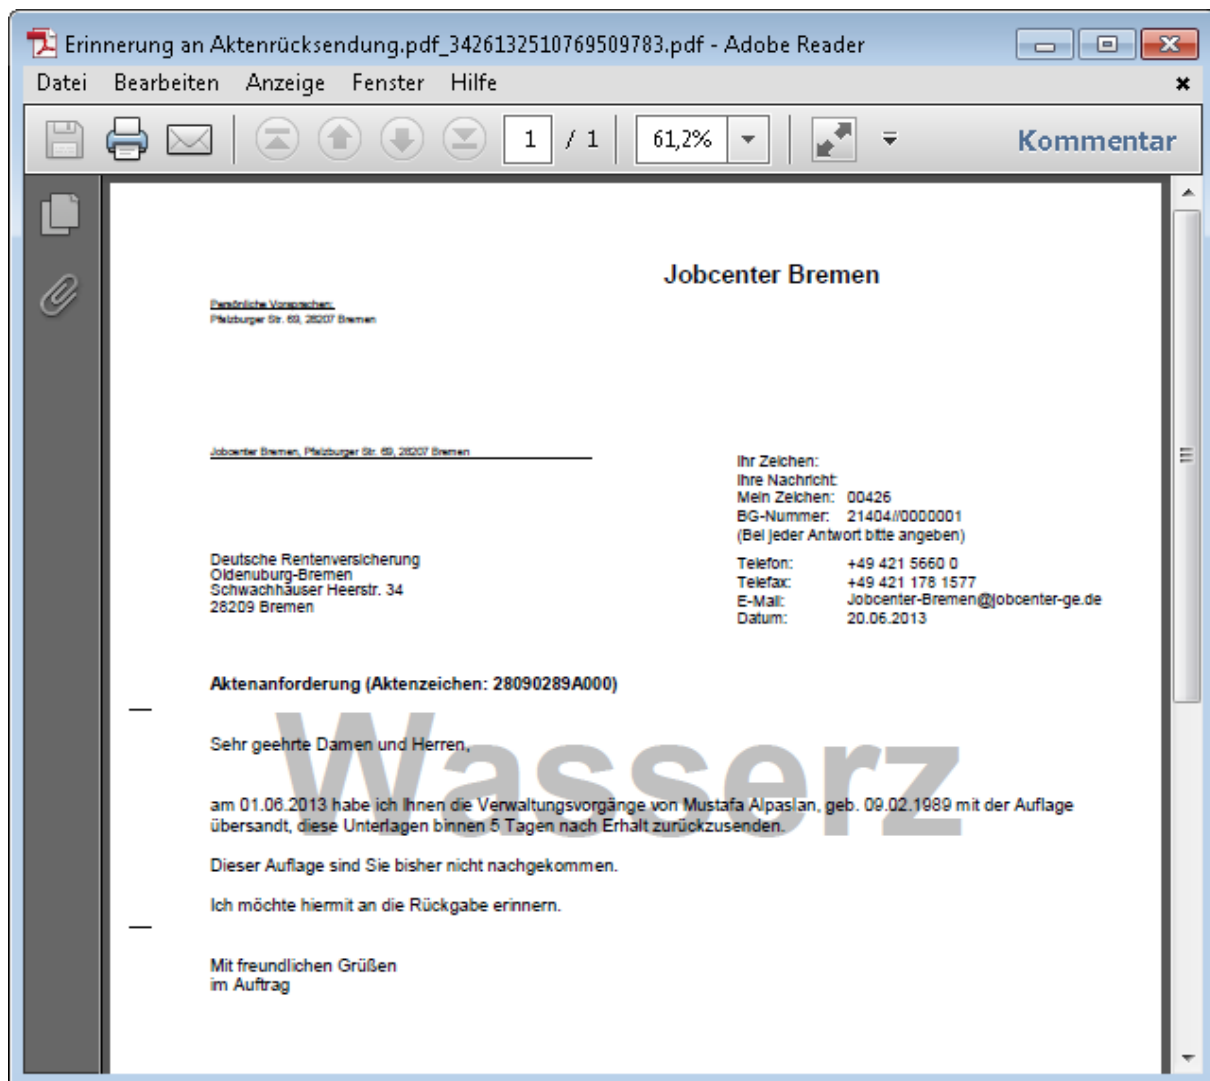 Erinnerung an Aktenrücksendung.pdf_3426132510769509783.pdf - Adobe Reader
Datei Bearbeiten Anzeige Fenster Hilfe
1 / 1 61,2% Kommentar
Jobcenter Bremen
Persönliche Vorsprachen:
Pfalzburger Str. 69, 28207 Bremen
Jobcenter Bremen, Pfalzburger Str. 69, 28207 Bremen
Ihr Zeichen:
Ihre Nachricht:
Mein Zeichen: 00426
BG-Nummer: 21404//0000001
(Bei jeder Antwort bitte angeben)
Deutsche Rentenversicherung
Oldenuburg-Bremen
Schwachhauser Heerstr. 34
28209 Bremen
Telefon: +49 421 5660 0
Telefax: +49 421 178 1577
E-Mail: Jobcenter-Bremen@jobcenter-ge.de
Datum: 20.06.2013
Aktenanforderung (Aktenzeichen: 28090289A000)
Wasserz
Sehr geehrte Damen und Herren,
am 01.06.2013 habe ich Ihnen die Verwaltungsvorgänge von Mustafa Alpaslan, geb. 09.02.1989 mit der Auflage
übersandt, diese Unterlagen binnen 5 Tagen nach Erhalt zurückzusenden.
Dieser Auflage sind Sie bisher nicht nachgekommen.
Ich möchte hiermit an die Rückgabe erinnern.
Mit freundlichen Grüßen
im Auftrag